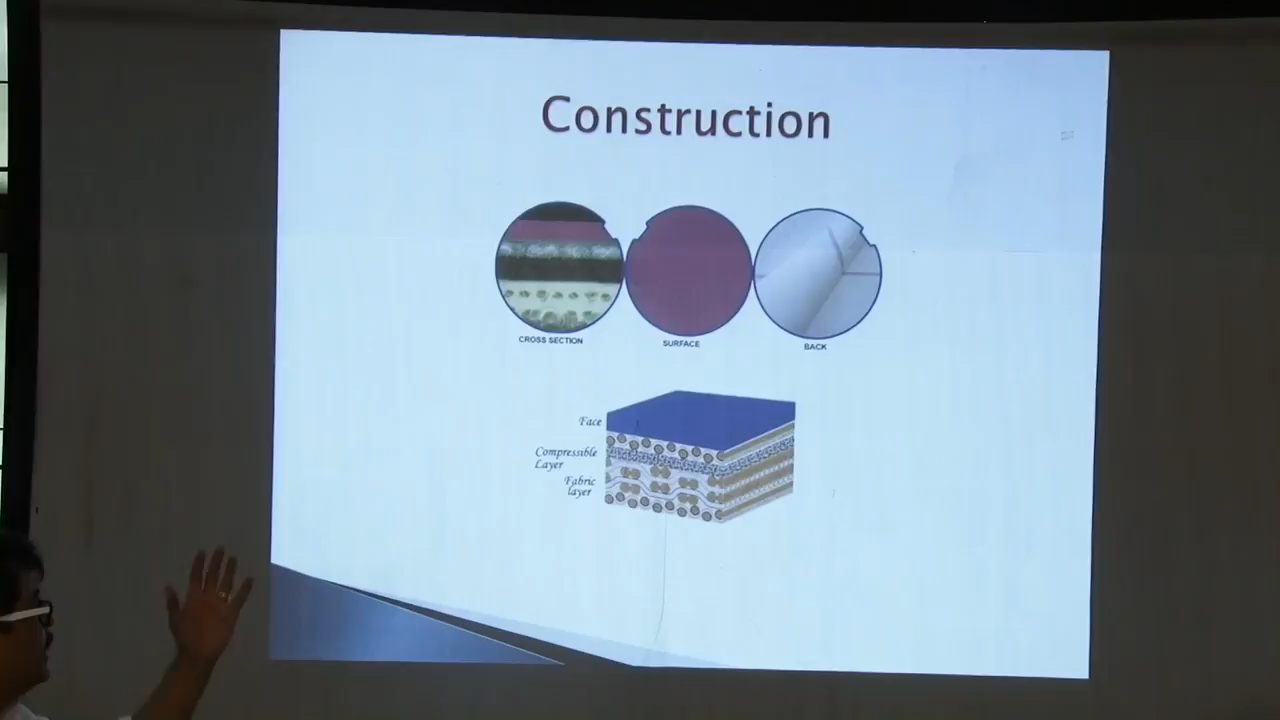 Construction
CROSS SECTION
SURFACE
BACK
Face
Compressible
Layer
Fabric
layer